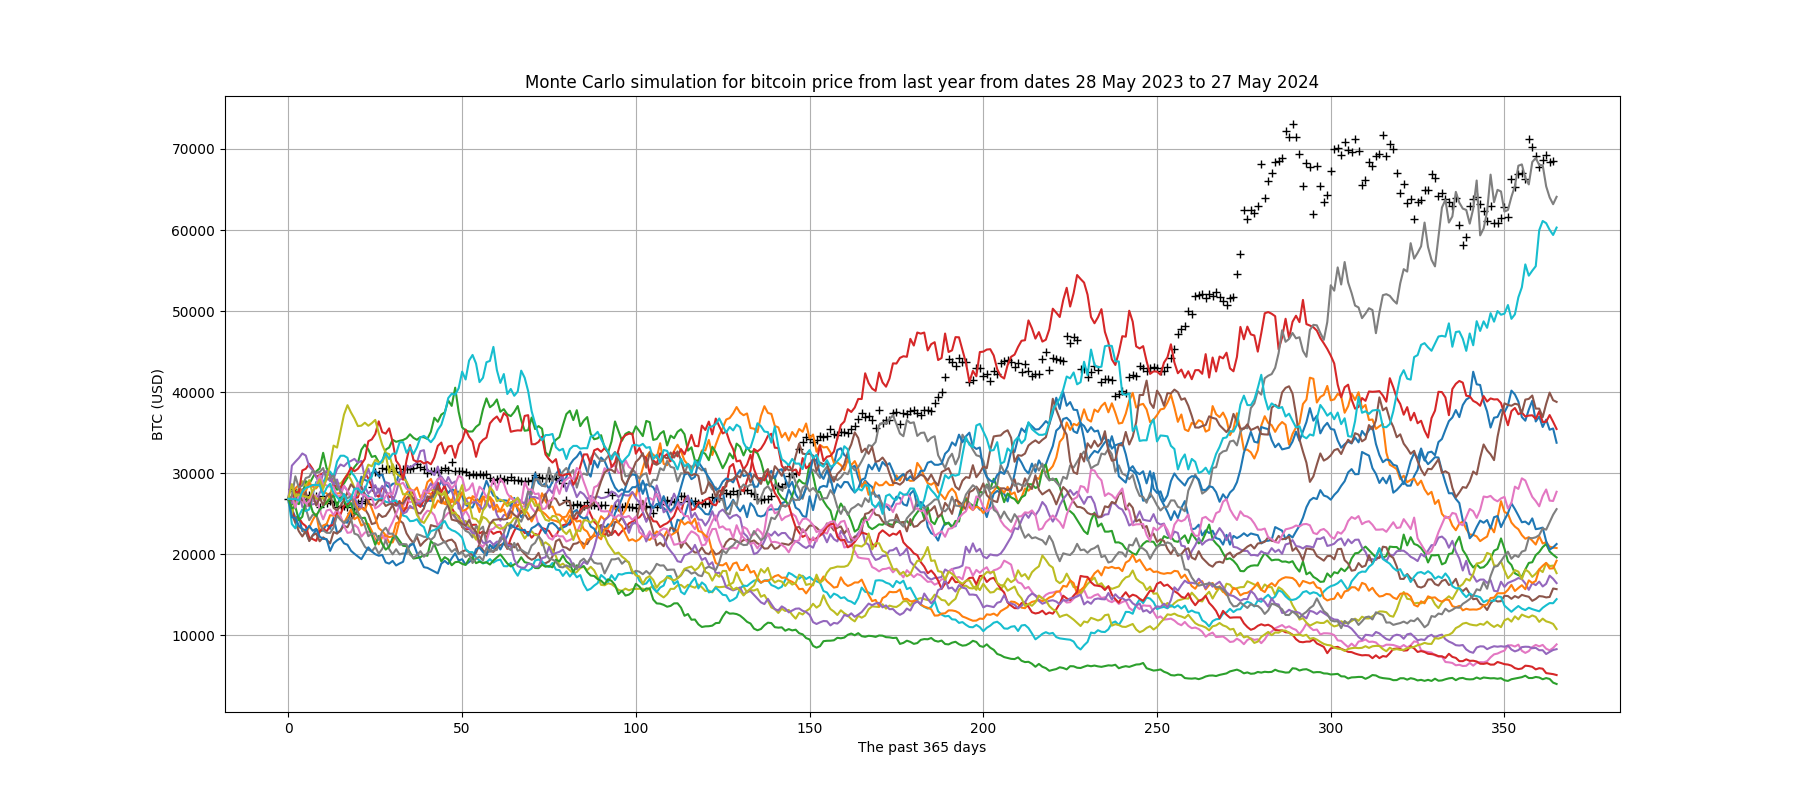 Monte Carlo simulation for bitcoin price from last year from dates 28 May 2023 to 27 May 2024
70000
60000
50000
40000
30000
20000
10000
BTC (USD)
0 50 100 150 200 250 300 350
The past 365 days